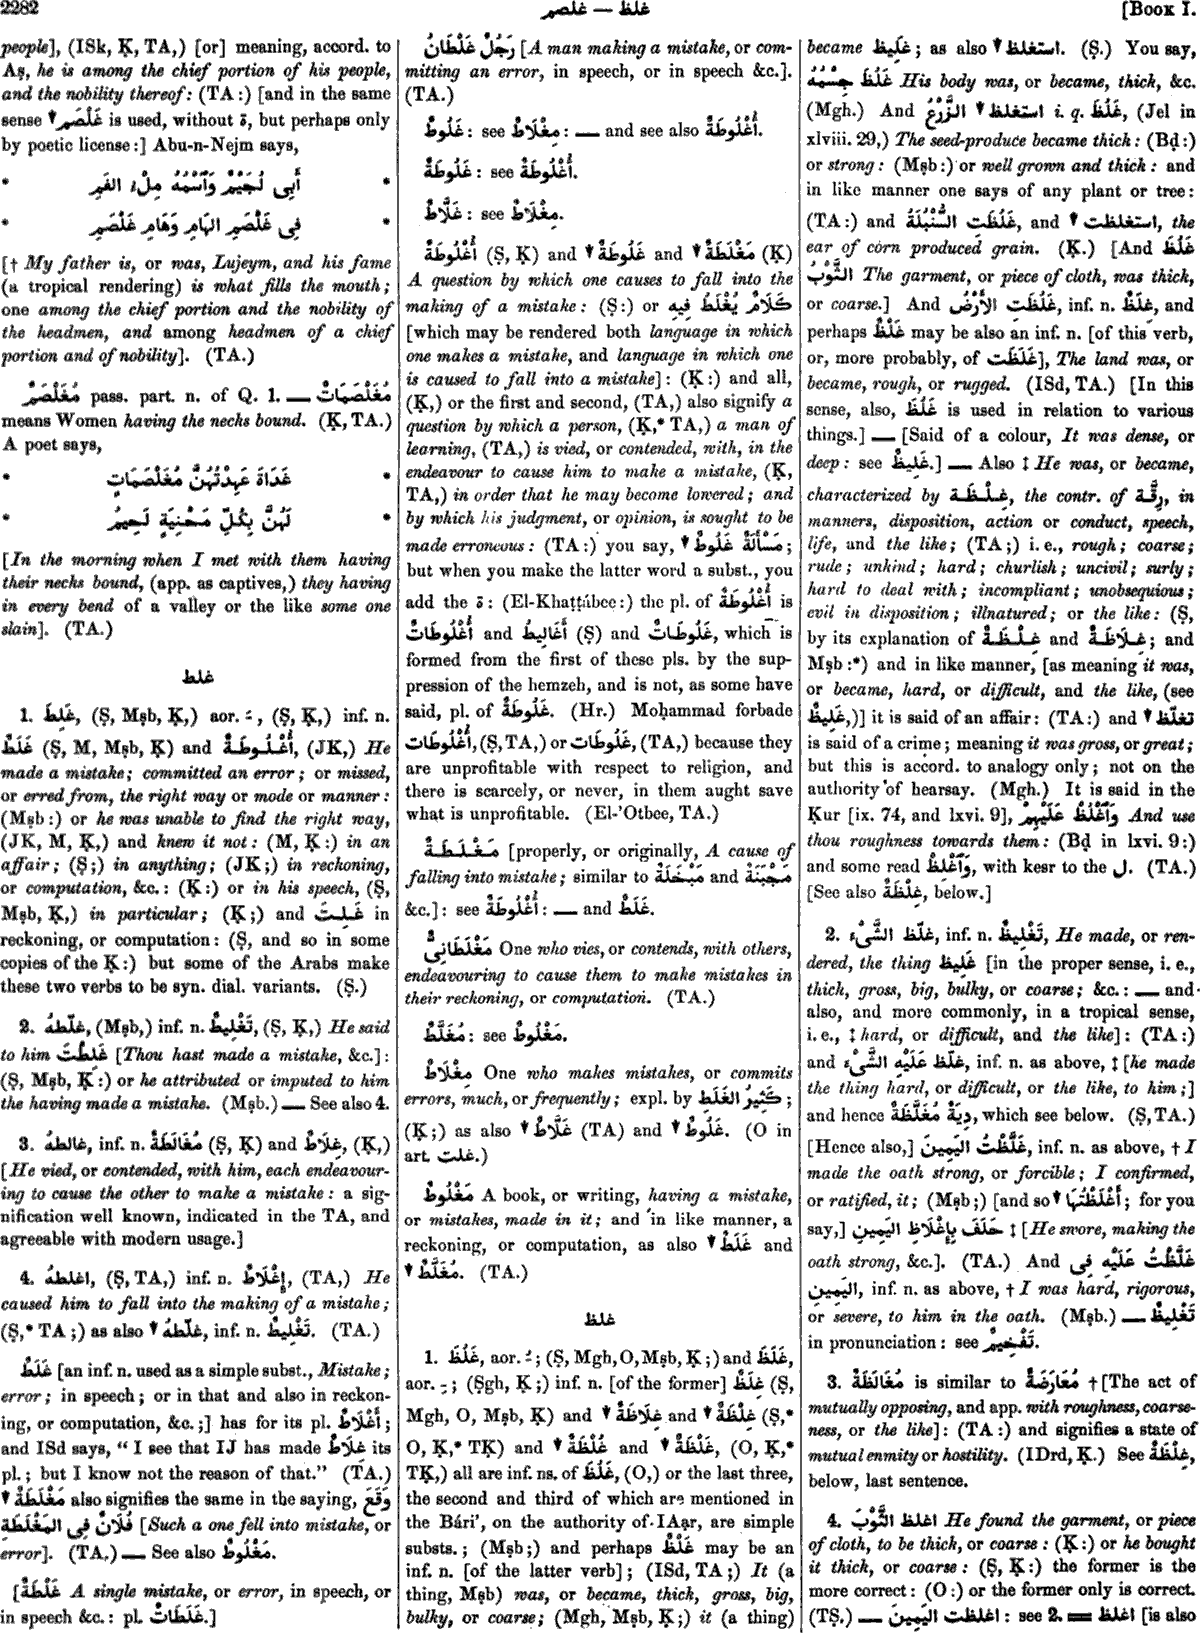 2282
غلصم — غلظ
[BOOK I.
people], (ISk, Ḳ, TA,) [or] meaning, accord. to
Aṣ, he is among the chief portion of his people,
and the nobility thereof: (TA:) [and in the same
sense ▼ غَلْصَمٌ is used, without ة, but perhaps only
by poetic license:] Abu-n-Nejm says,
* أَبِى لُجَيْمٌ وَٱسْمُهُ مِلْءُ الفَمِ *
* فِى غَلْصَمِ الهَامِ وَهَامِ غَلْصَمِ *
[† My father is, or was, Lujeym, and his fame
(a tropical rendering) is what fills the mouth;
one among the chief portion and the nobility of
the headmen, and among headmen of a chief
portion and of nobility]. (TA.)
مُغَلْصَمٌ pass. part. n. of Q. 1. — مُغَلْصَمَاتٌ
means Women having the necks bound. (Ḳ, TA.)
A poet says,
* غَدَاةَ عَهِدْتُهُنَّ مُغَلْصَمَاتٍ *
* لَهُنَّ بِكُلِّ مَحْنِيَةٍ نَحِيمُ *
[In the morning when I met with them having
their necks bound, (app. as captives,) they having
in every bend of a valley or the like some one
slain]. (TA.)
غلط
1. غَلِطَ, (Ṣ, Mṣb, Ḳ,) aor. ـَ, (Ṣ, Ḳ,) inf. n.
غَلَطٌ (Ṣ, M, Mṣb, Ḳ) and أُغْلُوطَةٌ, (JK,) He
made a mistake; committed an error; or missed,
or erred from, the right way or mode or manner:
(Mṣb:) or he was unable to find the right way,
(JK, M, Ḳ,) and knew it not: (M, Ḳ:) in an
affair; (Ṣ;) in anything; (JK;) in reckoning,
or computation, &c.: (Ḳ:) or in his speech, (Ṣ,
Mṣb, Ḳ,) in particular; (Ḳ;) and غَلِتَ in
reckoning, or computation: (Ṣ, and so in some
copies of the Ḳ:) but some of the Arabs make
these two verbs to be syn. dial. variants. (Ṣ.)
2. غلّطهُ, (Mṣb,) inf. n. تَغْلِيطٌ, (Ṣ, Ḳ,) He said
to him غَلِطْتَ [Thou hast made a mistake, &c.]:
(Ṣ, Mṣb, Ḳ:) or he attributed or imputed to him
the having made a mistake. (Mṣb.) — See also 4.
3. غالطهُ, inf. n. مُغَالَطَةٌ (Ṣ, Ḳ) and غِلَاطٌ, (Ḳ,)
[He vied, or contended, with him, each endeavour-
ing to cause the other to make a mistake: a sig-
nification well known, indicated in the TA, and
agreeable with modern usage.]
4. اغلطهُ, (Ṣ, TA,) inf. n. إِغْلَاطٌ, (TA,) He
caused him to fall into the making of a mistake;
(Ṣ,* TA;) as also ▼ غلّطهُ, inf. n. تَغْلِيطٌ. (TA.)
غَلَطٌ [an inf. n. used as a simple subst., Mistake;
error; in speech; or in that and also in reckon-
ing, or computation, &c.;] has for its pl. أَغْلَاطٌ;
and ISd says, “ I see that IJ has made غِلَاطٌ its
pl.; but I know not the reason of that.” (TA.)
▼ مَغْلَطَةٌ also signifies the same in the saying, وَقَعَ
فُلَانٌ فِى المَغْلَطَةِ [Such a one fell into mistake, or
error]. (TA.) — See also مَغْلُوطٌ.
[غَلْطَةٌ A single mistake, or error, in speech, or
in speech &c.: pl. غَلَطَاتٌ.]
رَجُلٌ غَلْطَانُ [A man making a mistake, or com-
mitting an error, in speech, or in speech &c.].
(TA.)
غَلُوطٌ: see مِغْلَاطٌ: — and see also أُغْلُوطَةٌ.
غَلُوطَةٌ: see أُغْلُوطَةٌ.
غَلَّاطٌ: see مِغْلَاطٌ.
أُغْلُوطَةٌ (Ṣ, Ḳ) and ▼ غَلُوطَةٌ and ▼ مَغْلَطَةٌ (Ḳ)
A question by which one causes to fall into the
making of a mistake: (Ṣ:) or كَلَامٌ يُغْلَطُ فِيهِ
[which may be rendered both language in which
one makes a mistake, and language in which one
is caused to fall into a mistake]: (Ḳ:) and all,
(Ḳ,) or the first and second, (TA,) also signify a
question by which a person, (Ḳ,* TA,) a man of
learning, (TA,) is vied, or contended, with, in the
endeavour to cause him to make a mistake, (Ḳ,
TA,) in order that he may become lowered; and
by which his judgment, or opinion, is sought to be
made erroneous: (TA:) you say, ▼ مَسْأَلَةٌ غَلُوطٌ;
but when you make the latter word a subst., you
add the ة: (El-Khaṭṭábee:) the pl. of أُغْلُوطَةٌ is
أُغْلُوطَاتٌ and أَغَالِيطُ (Ṣ) and غَلُوطَاتٌ, which is
formed from the first of these pls. by the sup-
pression of the hemzeh, and is not, as some have
said, pl. of غَلُوطَةٌ. (Hr.) Moḥammad forbade
أُغْلُوطَات, (Ṣ, TA,) or غَلُوطَات, (TA,) because they
are unprofitable with respect to religion, and
there is scarcely, or never, in them aught save
what is unprofitable. (El-'Otbee, TA.)
مَغْلَطَةٌ [properly, or originally, A cause of
falling into mistake; similar to مَبْخَلَةٌ and مَجْبَنَةٌ
&c.]: see أُغْلُوطَةٌ: — and غَلَطٌ.
مَغْلَطَانِىٌّ One who vies, or contends, with others,
endeavouring to cause them to make mistakes in
their reckoning, or computation. (TA.)
مُغَلَّطٌ: see مَغْلُوطٌ.
مِغْلَاطٌ One who makes mistakes, or commits
errors, much, or frequently; expl. by كَثِيرُ الغَلَطِ;
(Ḳ;) as also ▼ غَلَّاطٌ (TA) and ▼ غَلُوطٌ. (O in
art. غلت.)
مَغْلُوطٌ A book, or writing, having a mistake,
or mistakes, made in it; and in like manner, a
reckoning, or computation, as also ▼ غَلَطٌ and
▼ مُغَلَّطٌ. (TA.)
غلظ
1. غَلُظَ, aor. ـُ; (Ṣ, Mgh, O, Mṣb, Ḳ;) and غَلَظَ,
aor. ـِ; (Ṣgh, Ḳ;) inf. n. [of the former] غِلَظٌ (Ṣ,
Mgh, O, Mṣb, Ḳ) and ▼ غِلَاظَةٌ and ▼ غِلْظَةٌ (Ṣ,*
O, Ḳ,* TḲ) and ▼ غُلْظَةٌ and ▼ غَلْظَةٌ, (O, Ḳ,*
TḲ,) all are inf. ns. of غَلُظَ, (O,) or the last three,
the second and third of which are mentioned in
the Bári', on the authority of IAạr, are simple
substs.; (Mṣb;) and perhaps غَلْظٌ may be an
inf. n. [of the latter verb]; (ISd, TA;) It (a
thing, Mṣb) was, or became, thick, gross, big,
bulky, or coarse; (Mgh, Mṣb, Ḳ;) it (a thing)
became غَلِيظ; as also ▼ استغلظ. (Ṣ.) You say,
غَلُظَ جِسْمُهُ His body was, or became, thick, &c.
(Mgh.) And ▼ استغلظ الزَّرْعُ i. q. غَلُظَ, (Jel in
xlviii. 29,) The seed-produce became thick: (Bḍ:)
or strong: (Mṣb:) or well grown and thick: and
in like manner one says of any plant or tree:
(TA:) and غَلُظَتِ السُّنْبُلَةُ, and ▼ استغلظت, the
ear of corn produced grain. (Ḳ.) [And غَلُظَ
الثَّوْبُ The garment, or piece of cloth, was thick,
or coarse.] And غَلُظَتِ الأَرْضُ, inf. n. غِلَظٌ, and
perhaps غَلْظٌ may be also an inf. n. [of this verb,
or, more probably, of غَلَظَت], The land was, or
became, rough, or rugged. (ISd, TA.) [In this
sense, also, غَلُظَ is used in relation to various
things.] — [Said of a colour, It was dense, or
deep: see غَلِيظٌ.] — Also ‡ He was, or became,
characterized by غِلْظَة, the contr. of رِقَّة, in
manners, disposition, action or conduct, speech,
life, and the like; (TA;) i. e., rough; coarse;
rude; unkind; hard; churlish; uncivil; surly;
hard to deal with; incompliant; unobsequious;
evil in disposition; illnatured; or the like: (Ṣ,
by its explanation of غِلْظَةٌ and غِلَاظَةٌ; and
Mṣb:*) and in like manner, [as meaning it was,
or became, hard, or difficult, and the like, (see
غَلِيظٌ,)] it is said of an affair: (TA:) and ▼ تغلّظ
is said of a crime; meaning it was gross, or great;
but this is accord. to analogy only; not on the
authority of hearsay. (Mgh.) It is said in the
Ḳur [ix. 74, and lxvi. 9], وَٱغْلُظْ عَلَيْهِمْ And use
thou roughness towards them: (Bḍ in lxvi. 9:)
and some read وَٱغْلِظْ, with kesr to the ل. (TA.)
[See also غِلْظَةٌ, below.]
2. غلّظ الشَّىْءَ, inf. n. تَغْلِيظٌ, He made, or ren-
dered, the thing غَلِيظ [in the proper sense, i. e.,
thick, gross, big, bulky, or coarse; &c.: — and
also, and more commonly, in a tropical sense,
i. e., ‡ hard, or difficult, and the like]: (TA:)
and غلّظ عَلَيْهِ الشَّىْءَ, inf. n. as above, ‡ [he made
the thing hard, or difficult, or the like, to him;]
and hence دِيَةٌ مُغَلَّظَةٌ, which see below. (Ṣ, TA.)
[Hence also,] غَلَّظْتُ اليَمِينَ, inf. n. as above, † I
made the oath strong, or forcible; I confirmed,
or ratified, it; (Mṣb;) [and so ▼ أَغْلَظْتُهَا; for you
say,] حَلَفَ بِإِغْلَاظِ اليَمِينِ ‡ [He swore, making the
oath strong, &c.]. (TA.) And غَلَّظْتُ عَلَيْهِ فِى
اليَمِينِ, inf. n. as above, † I was hard, rigorous,
or severe, to him in the oath. (Mṣb.) — تَغْلِيظٌ
in pronunciation: see تَفْخِيمٌ.
3. مُغَالَظَةٌ is similar to مُعَارَضَةٌ † [The act of
mutually opposing, and app. with roughness, coarse-
ness, or the like]: (TA:) and signifies a state of
mutual enmity or hostility. (IDrd, Ḳ.) See غِلْظَةٌ,
below, last sentence.
4. اغلظ الثَّوْبَ He found the garment, or piece
of cloth, to be thick, or coarse: (Ḳ:) or he bought
it thick, or coarse: (Ṣ, Ḳ:) the former is the
more correct: (O:) or the former only is correct.
(TṢ.) — اغلظت اليَمِينَ: see 2. = اغلظ [is also